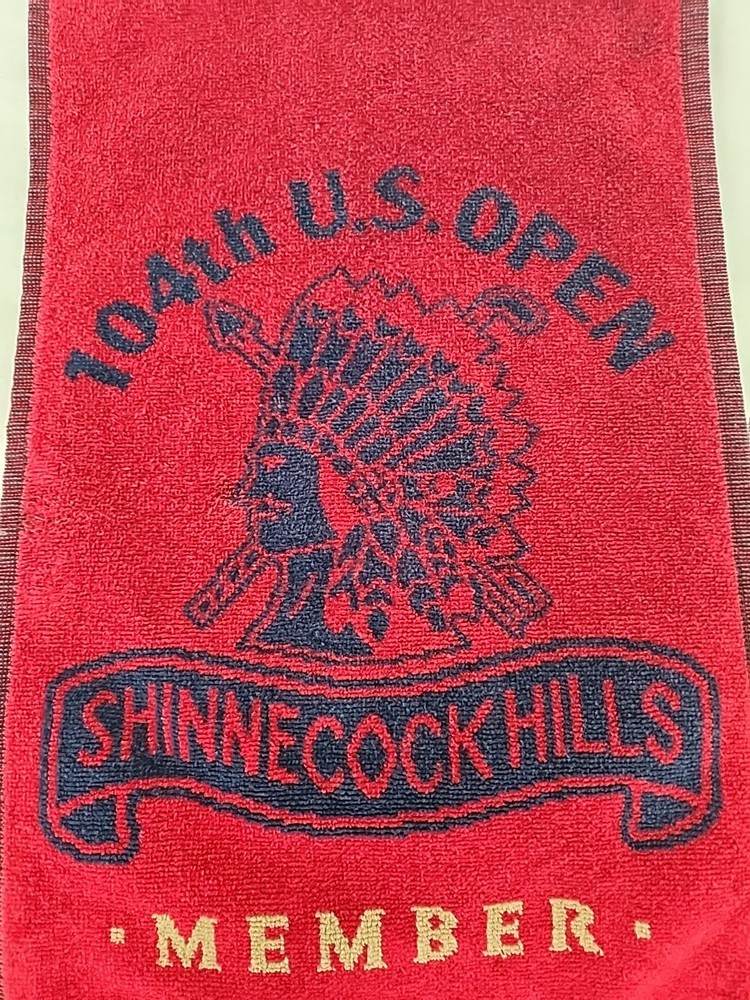 104th U.S. OPEN
SHINNECOCK HILLS
· MEMBER ·